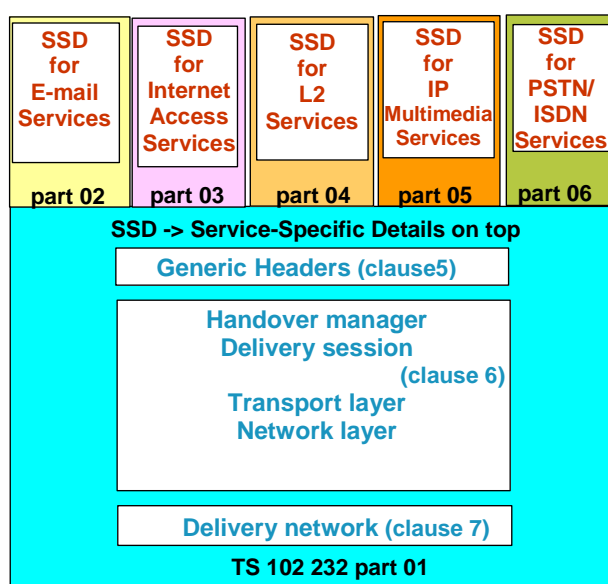 SSD
for
E-mail
Services
part 02
SSD
for
Internet
Access
Services
part 03
SSD
for
L2
Services
part 04
SSD
for
IP
Multimedia
Services
part 05
SSD
for
PSTN/
ISDN
Services
part 06
SSD -> Service-Specific Details on top
Generic Headers (clause5)
Handover manager
Delivery session
(clause 6)
Transport layer
Network layer
Delivery network (clause 7)
TS 102 232 part 01